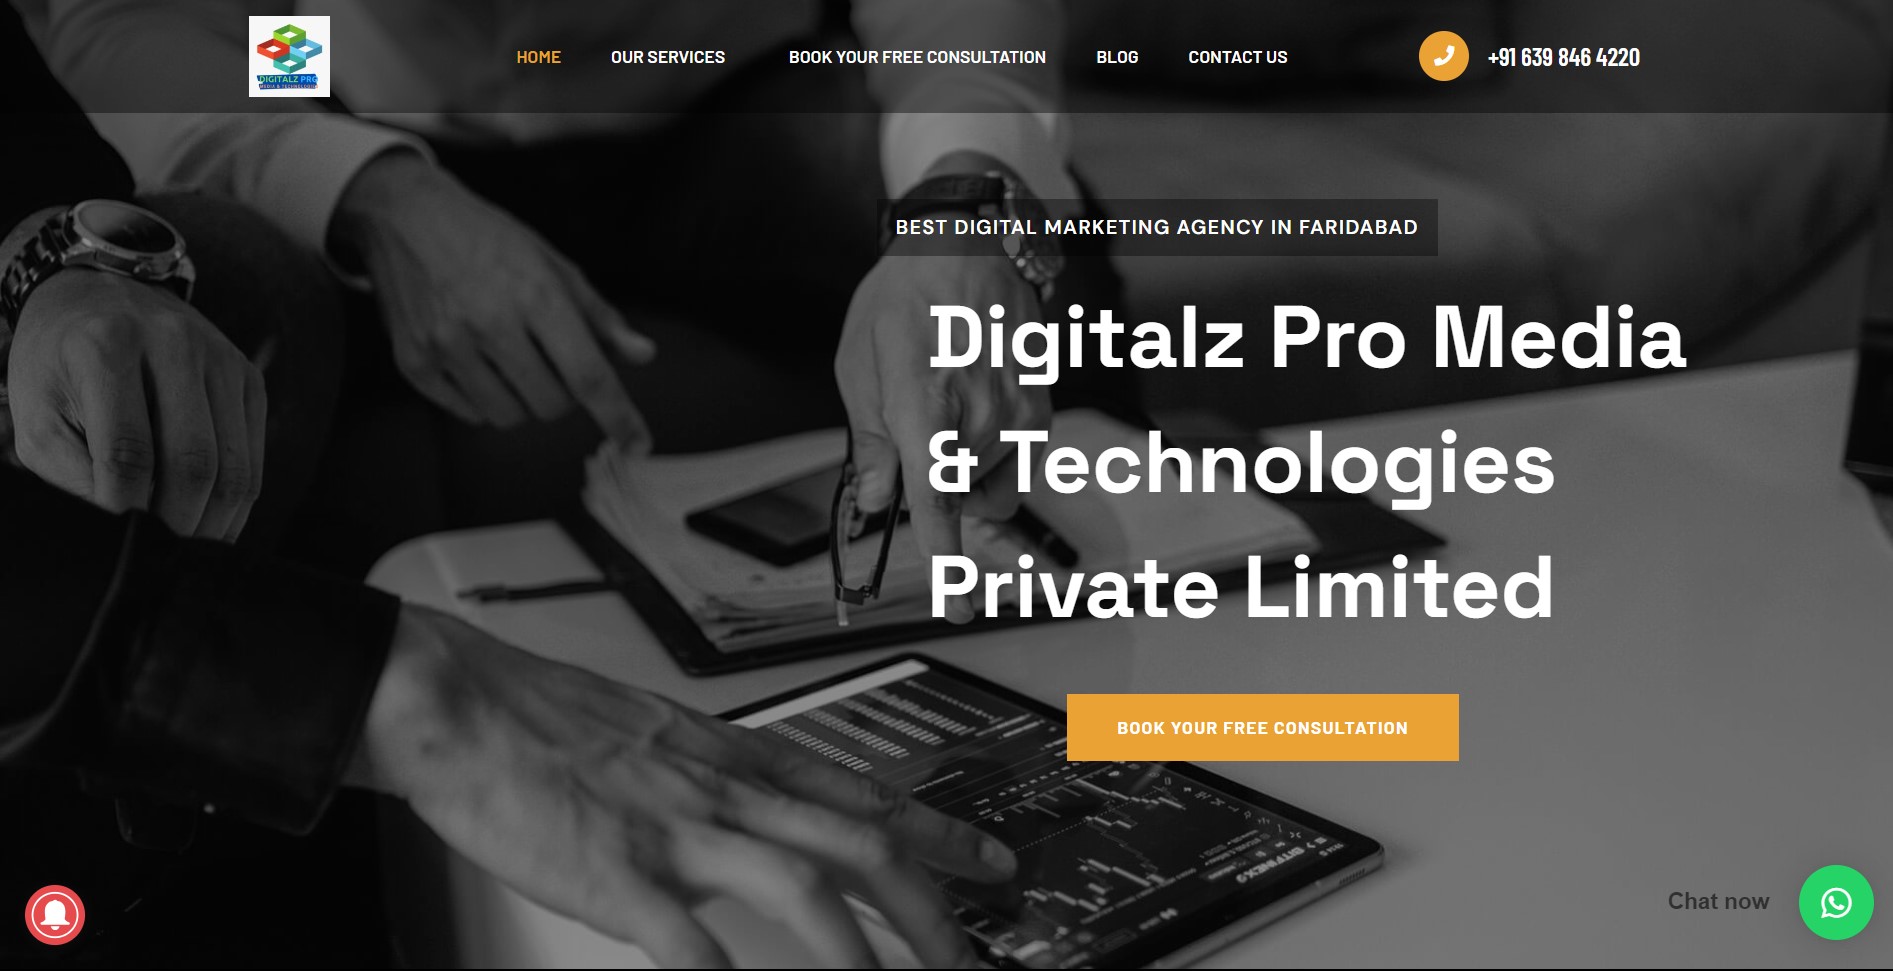 DIGITALZ PRO
MEDIA & TECHNOLOGIES
HOME
OUR SERVICES
BOOK YOUR FREE CONSULTATION
BLOG
CONTACT US
+91 639 846 4220
BEST DIGITAL MARKETING AGENCY IN FARIDABAD
Digitalz Pro Media
& Technologies
Private Limited
BOOK YOUR FREE CONSULTATION
BITFINEX
Chat now